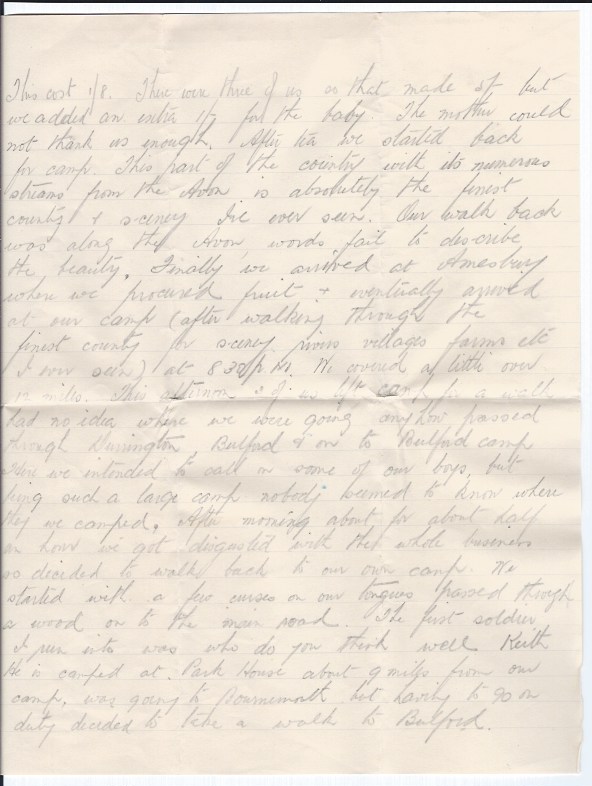 This cost 1/8. There were three of us so that made 5/- but
we added an extra 1/7 for the baby. The mother could
not thank us enough. After tea we started back
for camp. This part of the country with its numerous
streams from the Avon is absolutely the finest
county & scenery I've ever seen. Our walk back
was along the Avon, words fail to describe
the beauty. Finally we arrived at Amesbury
where we procured fruit & eventually arrived
at our camp (after walking through the
finest county for scenery rivers villages farms etc
I ever seen) at 8.30 p.m. We covered a little over
12 miles. This afternoon 3 of us left camp for a walk
had no idea where we were going anyhow passed
through Durrington, Bulford & on to Bulford camp
Here we intended to call on some of our boys, but
being such a large camp nobody seemed to know where
they we camped. After morning about for about half
an hour we got disgusted with the whole business
so decided to walk back to our own camp. We
started with a few curses on our tongues passed through
a wood on to the main road. The first soldier
I run into was who do you think well Keith
He is camped at Park House about 9 miles from our
camp, was going to Bournemouth but having to go on
duty decided to take a walk to Bulford.